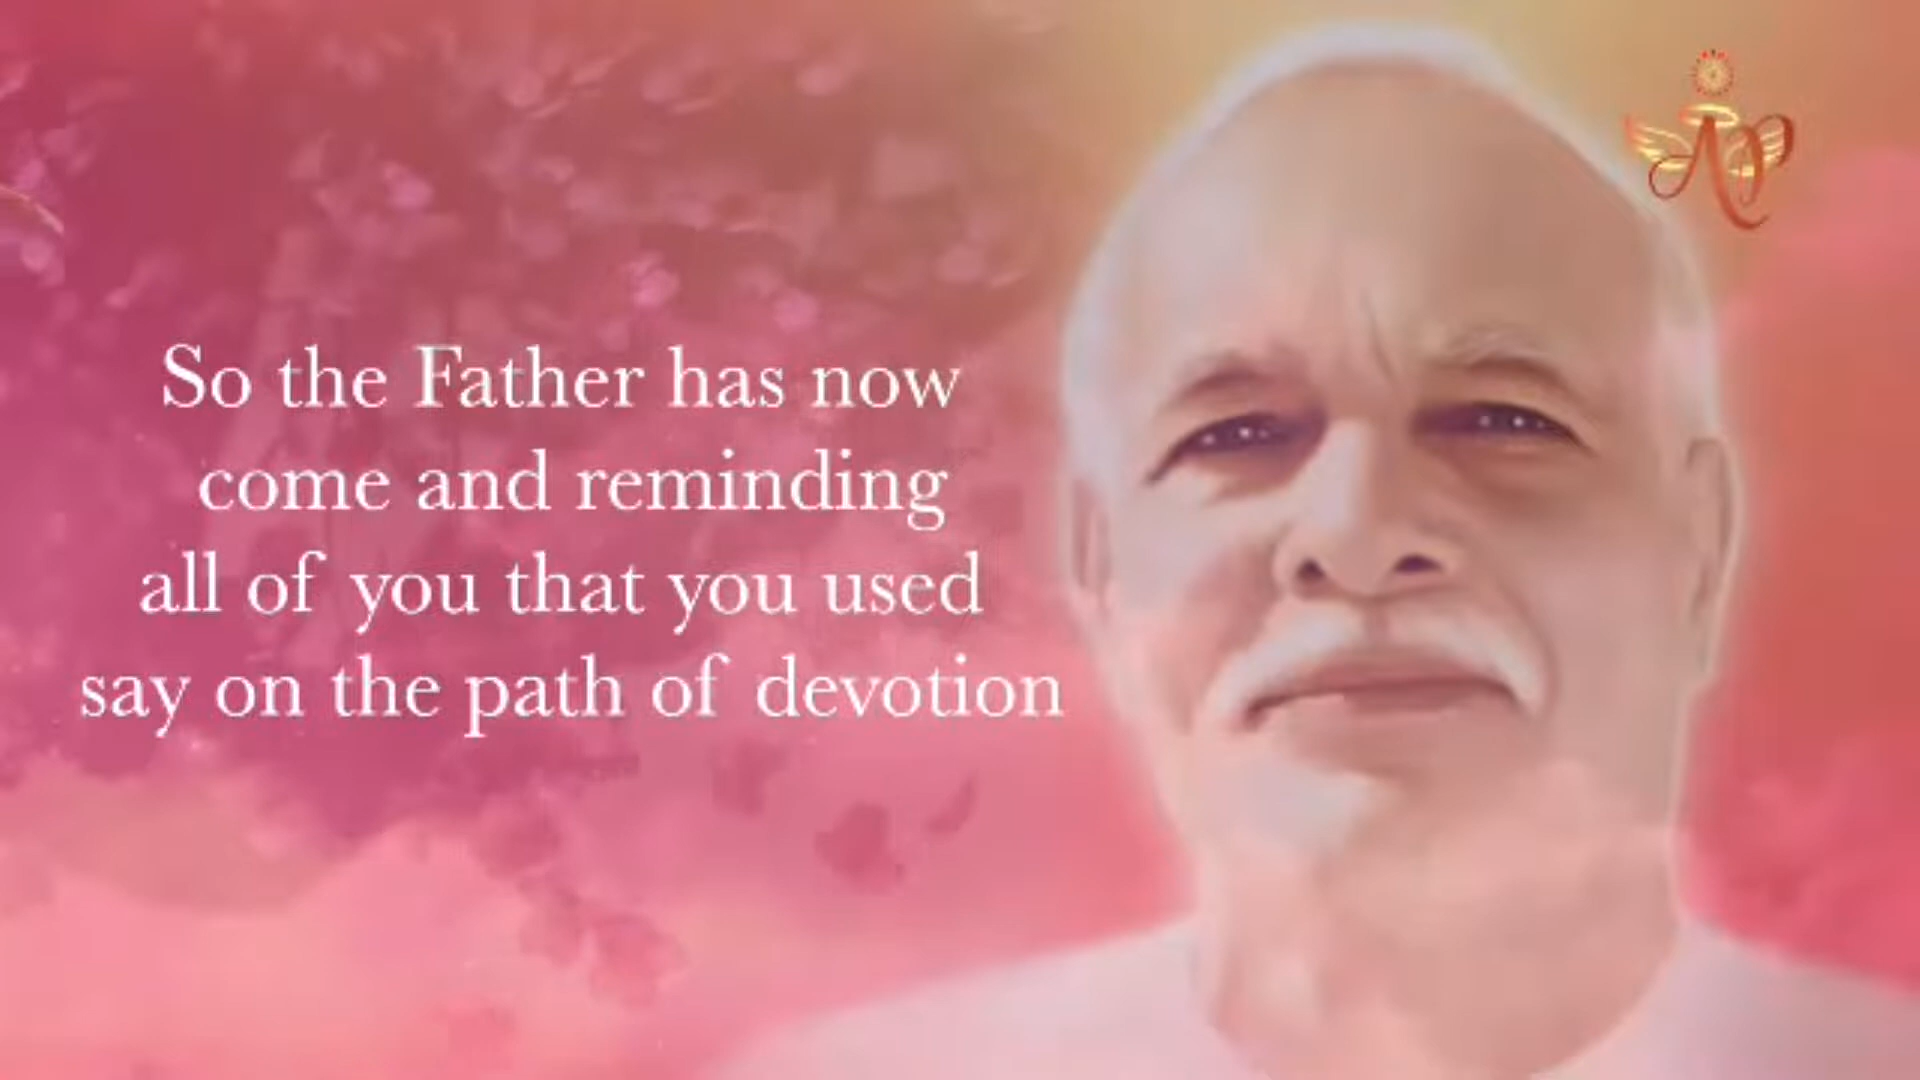 So the Father has now
come and reminding
all of you that you used
say on the path of devotion
AP